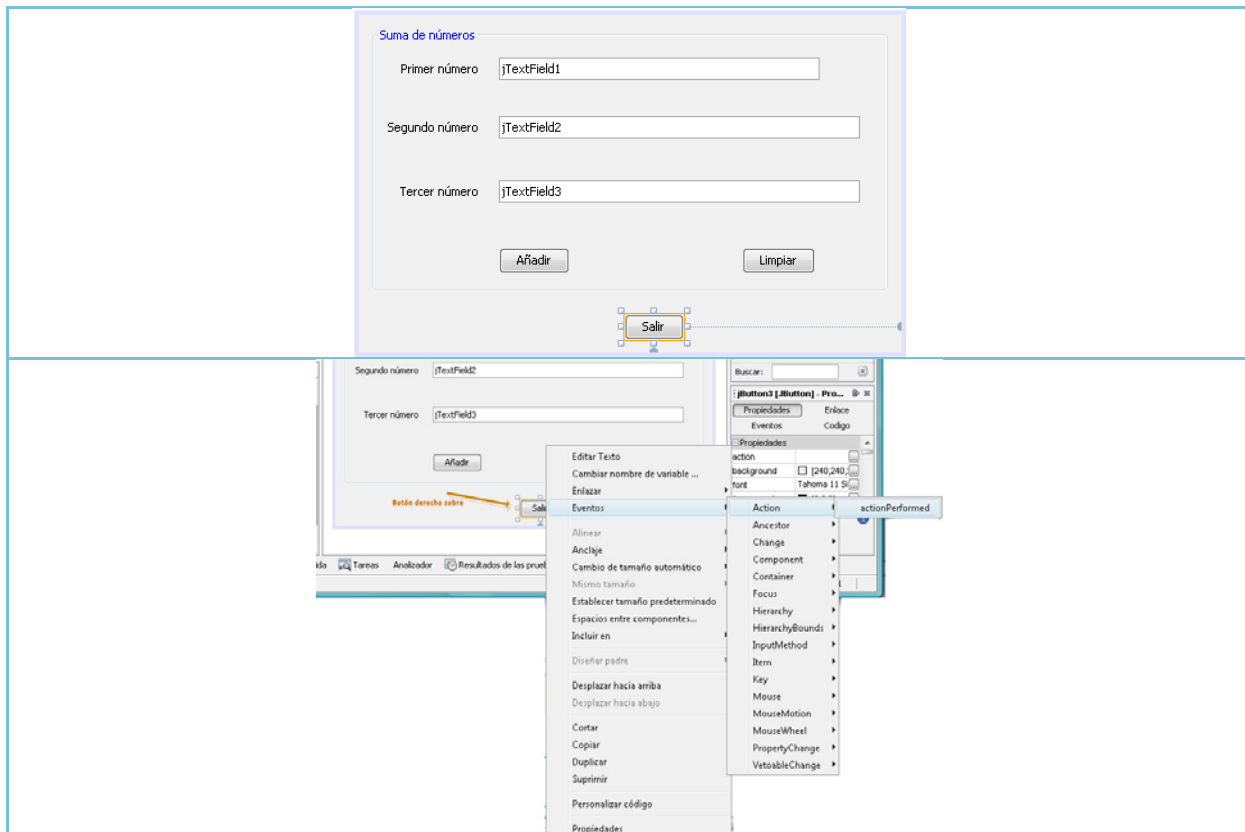 Suma de números
Primer número jTextField1
Segundo número jTextField2
Tercer número jTextField3
Añadir Limpiar
Salir
Segundo número jTextField2
Tercer número jTextField3
Añadir
Botón derecho sobre
Sali
Buscar:
jButton3 [JButton] - Pro...
Propiedades Enlace
Eventos Codigo
Propiedades
action
background [240,240,
font Tahoma 11 Si
Editar Texto
Cambiar nombre de variable ...
Enlazar
Eventos
Alinear
Anclaje
Cambio de tamaño automático
Mismo tamaño
Establecer tamaño predeterminado
Espacios entre componentes...
Incluir en
Diseñar padre
Desplazar hacia arriba
Desplazar hacia abajo
Cortar
Copiar
Duplicar
Suprimir
Personalizar código
Propiedades
Action
Ancestor
Change
Component
Container
Focus
Hierarchy
HierarchyBounds
InputMethod
Item
Key
Mouse
MouseMotion
MouseWheel
PropertyChange
VetoableChange
actionPerformed
ida Tareas Analizador Resultados de las prueb